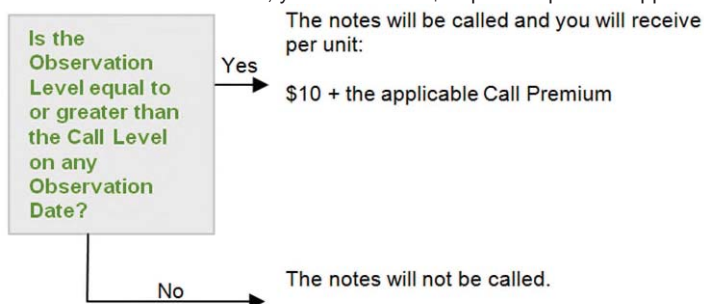 The notes will be called and you will receive
per unit:
$10 + the applicable Call Premium
Is the
Observation
Level equal to
or greater than
the Call Level
on any
Observation
Date?
Yes
No
The notes will not be called.